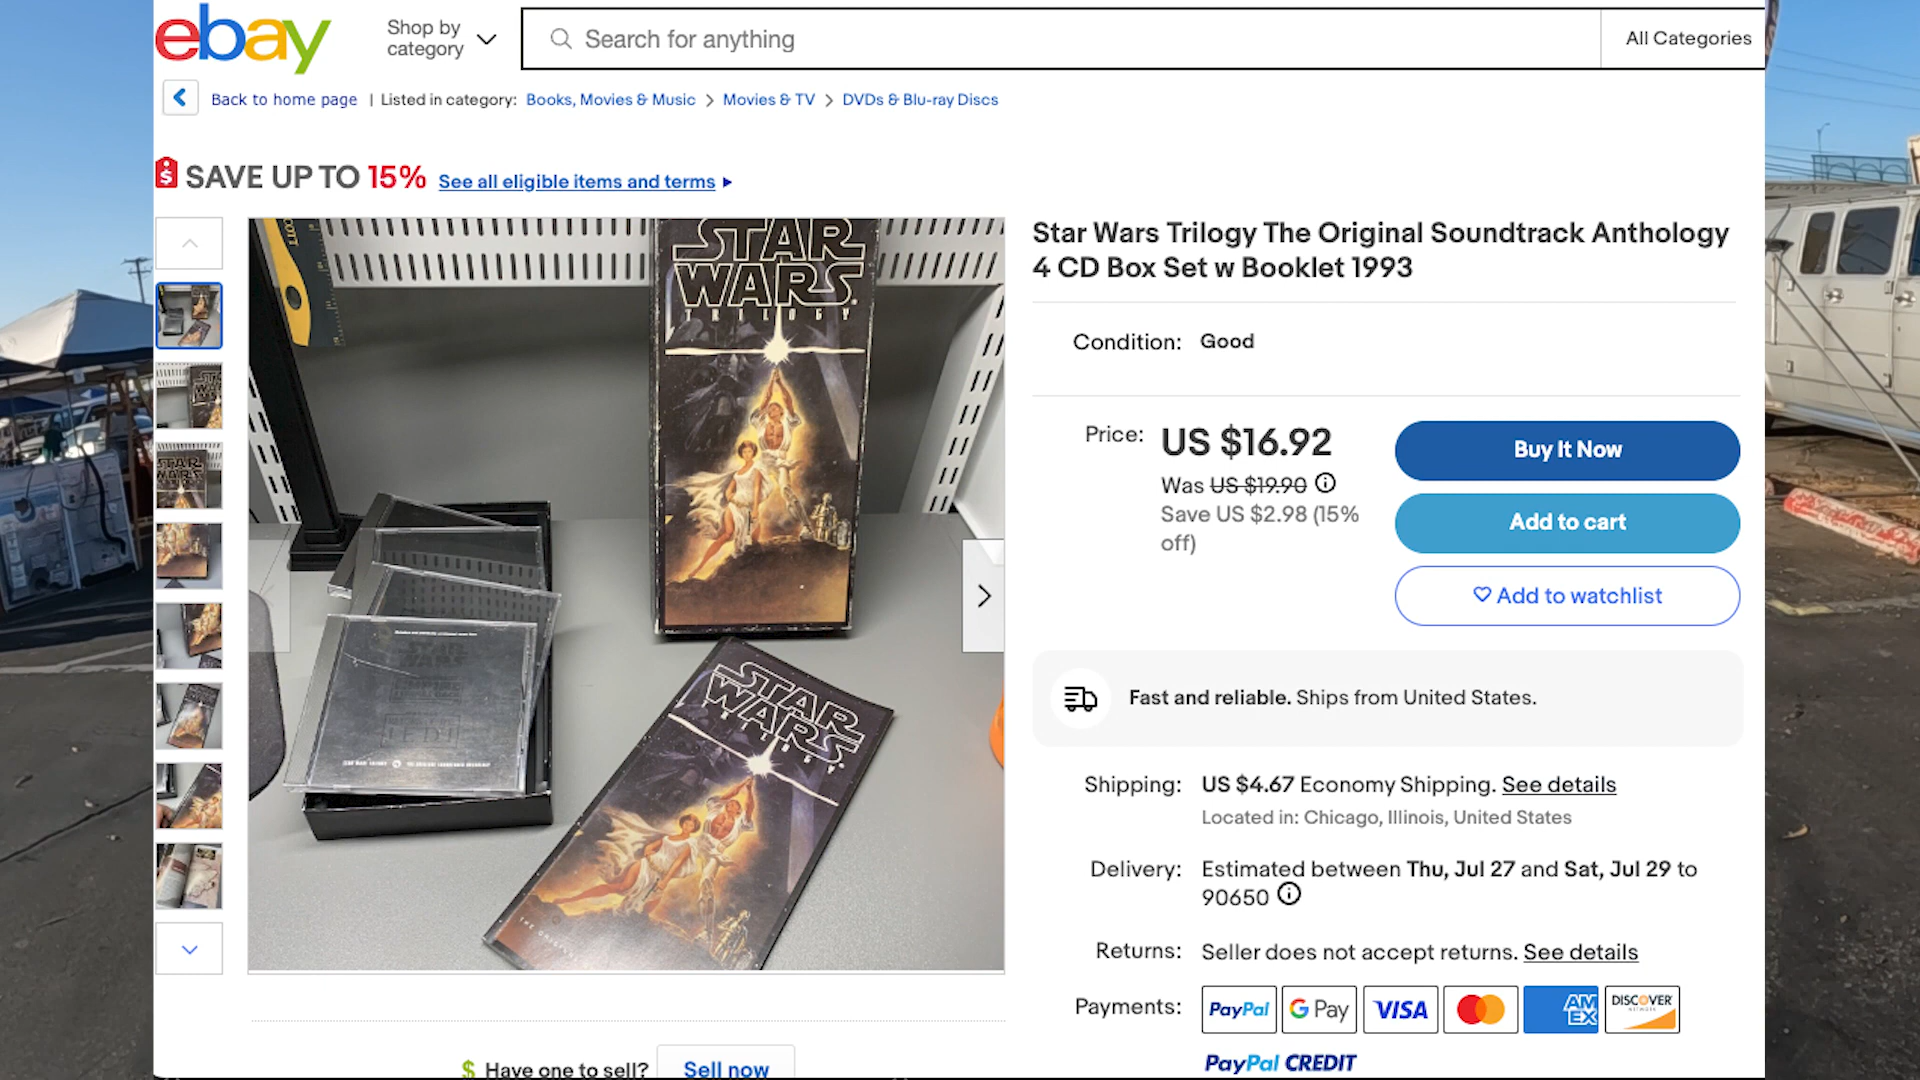 ebay
Shop by
category
Search for anything
All Categories
Back to home page | Listed in category: Books, Movies & Music > Movies & TV > DVDs & Blu-ray Discs
SAVE UP TO 15% See all eligible items and terms
Star Wars Trilogy The Original Soundtrack Anthology
4 CD Box Set w Booklet 1993
Condition: Good
Price: US $16.92
Was US $19.90
Save US $2.98 (15%
off)
Buy It Now
Add to cart
Add to watchlist
Fast and reliable. Ships from United States.
Shipping: US $4.67 Economy Shipping. See details
Located in: Chicago, Illinois, United States
Delivery: Estimated between Thu, Jul 27 and Sat, Jul 29 to
90650
Returns: Seller does not accept returns. See details
Payments: PayPal G Pay VISA AM EX DISCOVER NETWORK
PayPal CREDIT
STAR
WARS
TRILOGY
STAR
WARS
TRILOGY
STAR
WARS
JEDI
$ Have one to sell? Sell now